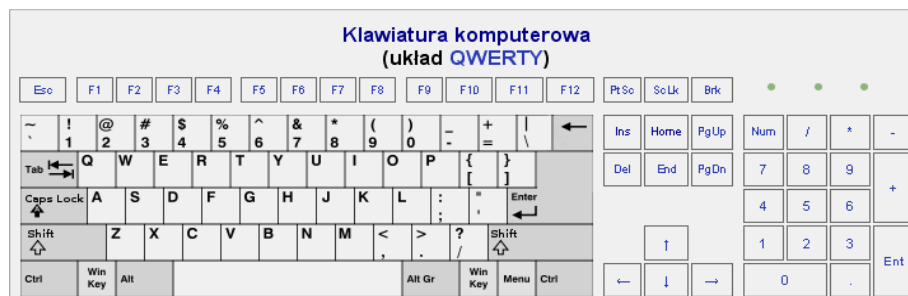 Klawiatura komputerowa
(układ QWERTY)
Esc F1 F2 F3 F4 F5 F6 F7 F8 F9 F10 F11 F12 PtSc ScLk Brk
~ ! @ # $ % ^ & * ( ) _ + | ←
` 1 2 3 4 5 6 7 8 9 0 - = \
Ins Home PgUp Num / * -
Tab Q W E R T Y U I O P { }
[ ]
Del End PgDn 7 8 9 +
Caps Lock A S D F G H J K L : " Enter
; '
4 5 6
Shift Z X C V B N M < > ? Shift
, . /
↑ 1 2 3 Ent
Ctrl Win Key Alt Alt Gr Win Key Menu Ctrl ← ↓ → 0 .